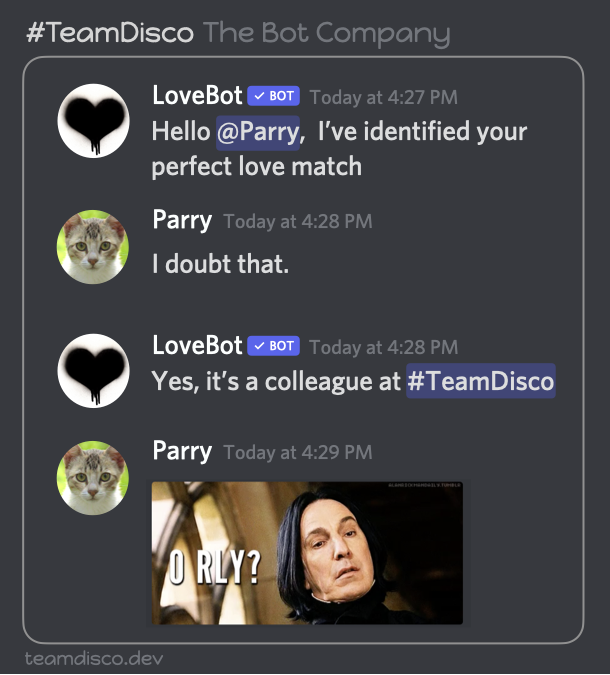 #TeamDisco The Bot Company
LoveBot ✓ BOT Today at 4:27 PM
Hello @Parry, I’ve identified your
perfect love match
Parry Today at 4:28 PM
I doubt that.
LoveBot ✓ BOT Today at 4:28 PM
Yes, it’s a colleague at #TeamDisco
Parry Today at 4:29 PM
O RLY?
teamdisco.dev